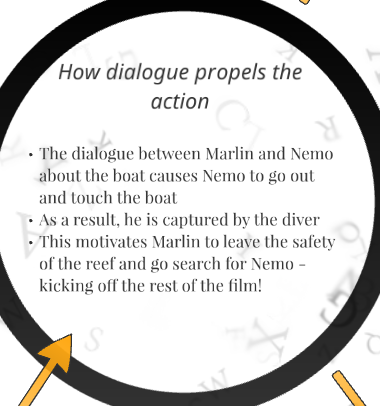 How dialogue propels the
action
• The dialogue between Marlin and Nemo
about the boat causes Nemo to go out
and touch the boat
• As a result, he is captured by the diver
• This motivates Marlin to leave the safety
of the reef and go search for Nemo -
kicking off the rest of the film!